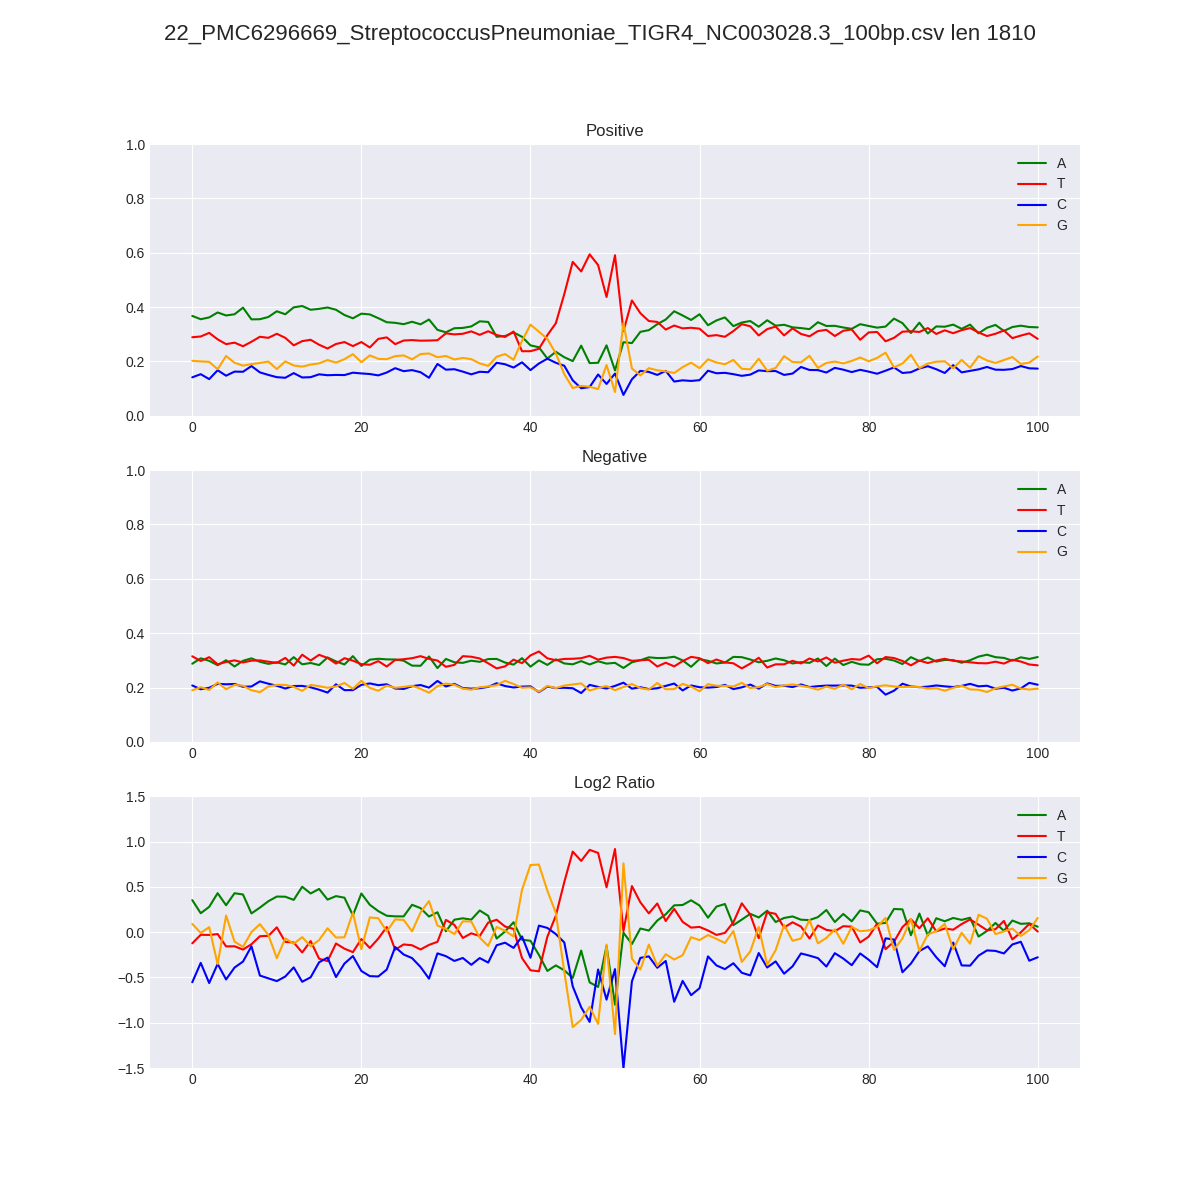 22_PMC6296669_StreptococcusPneumoniae_TIGR4_NC003028.3_100bp.csv len 1810
Positive
1.0
0.8
0.6
0.4
0.2
0.0
0 20 40 60 80 100
A
T
C
G
Negative
1.0
0.8
0.6
0.4
0.2
0.0
0 20 40 60 80 100
A
T
C
G
Log2 Ratio
1.5
1.0
0.5
0.0
−0.5
−1.0
−1.5
0 20 40 60 80 100
A
T
C
G